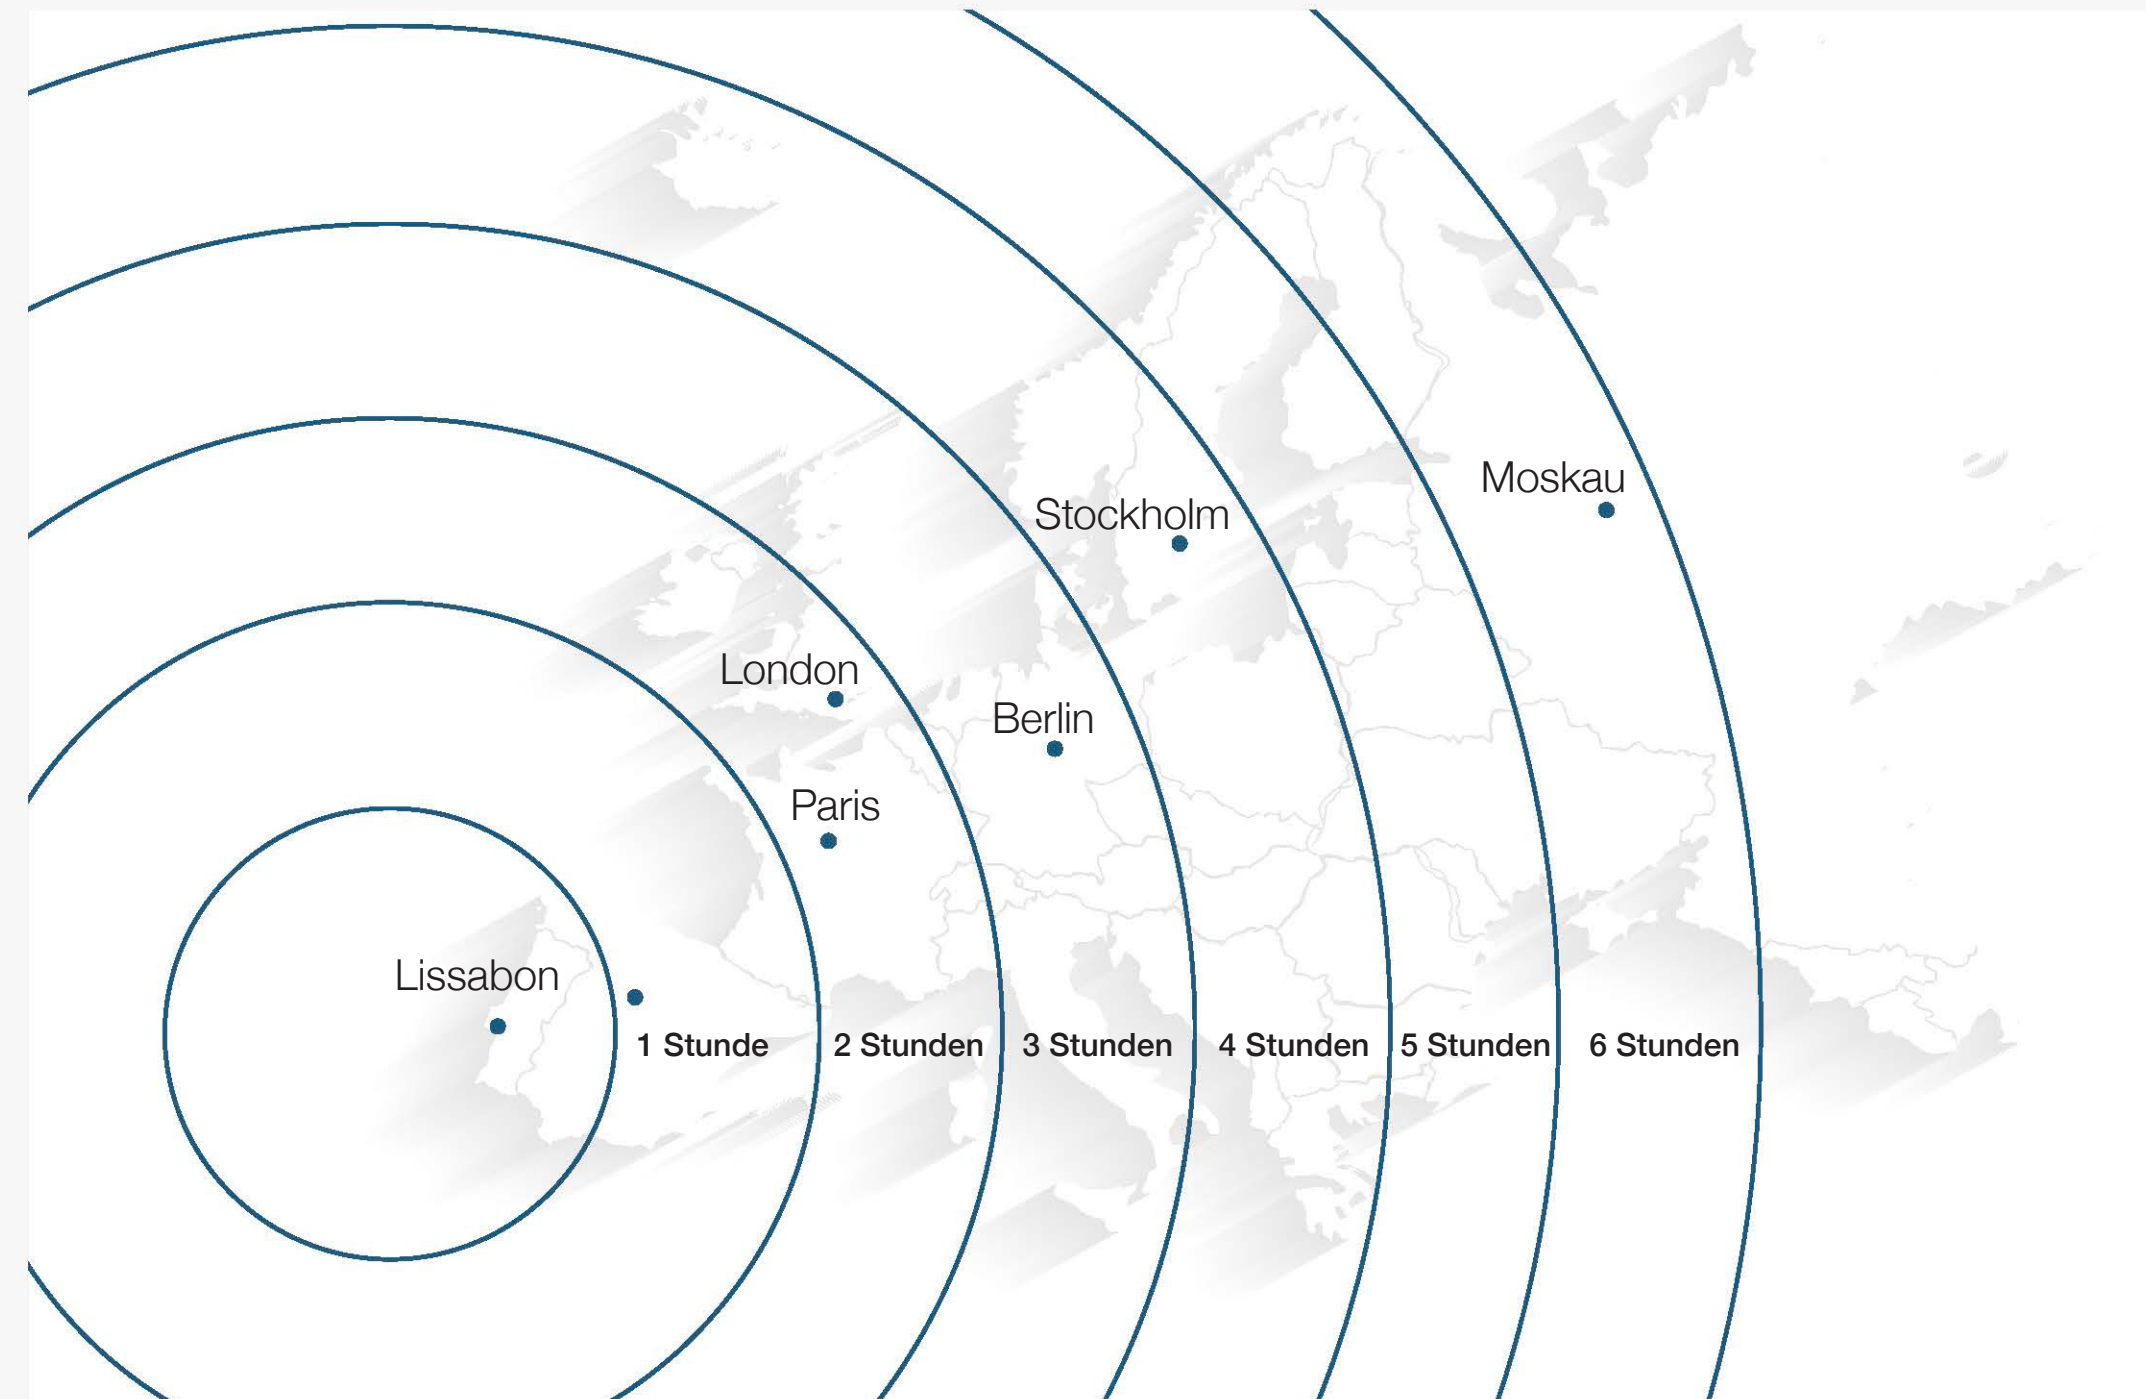 Moskau
Stockholm
London
Berlin
Paris
Lissabon
1 Stunde
2 Stunden
3 Stunden
4 Stunden
5 Stunden
6 Stunden